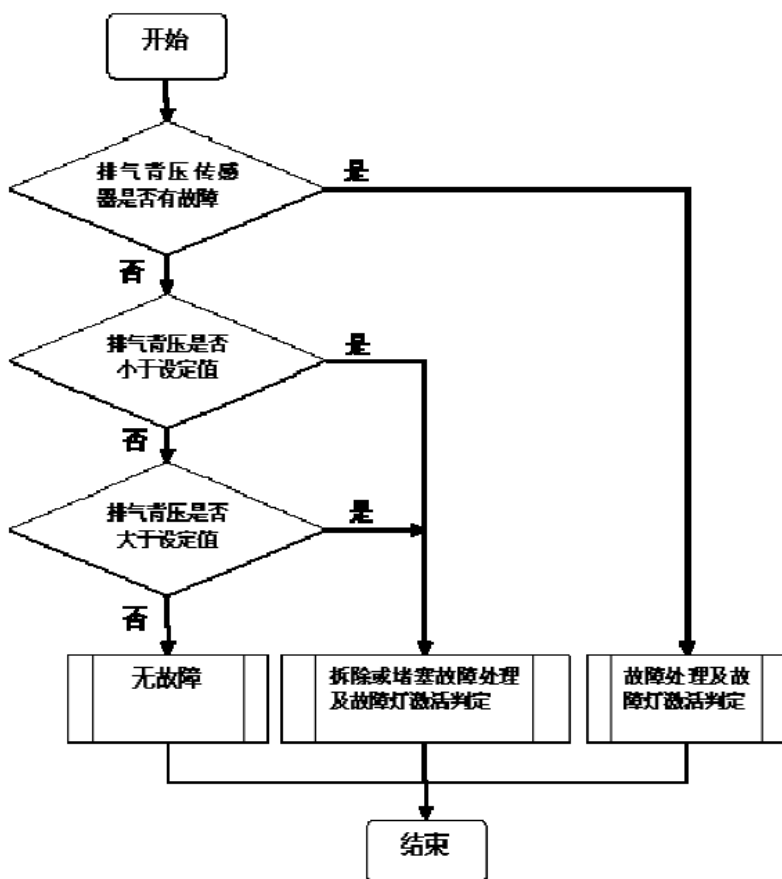 开始
排气背压传感
器是否有故障
是
否
排气背压是否
小于设定值
是
否
排气背压是否
大于设定值
是
否
无故障
拆除或堵塞故障处理
及故障灯激活判定
故障处理及故
障灯激活判定
结束